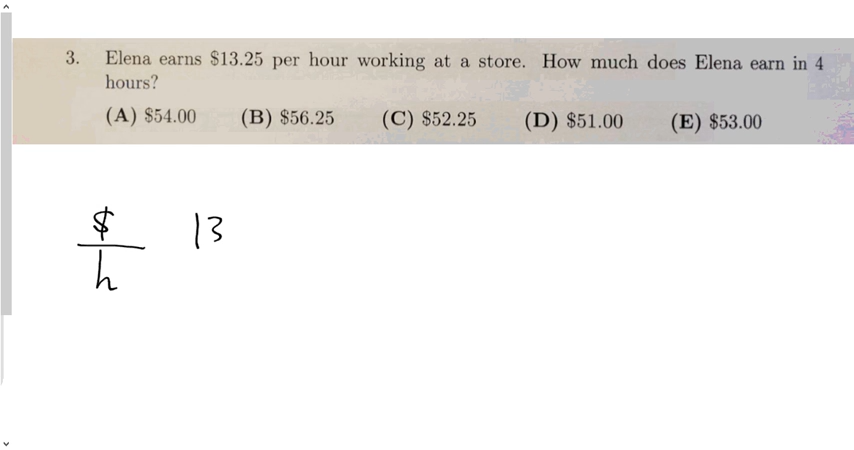 3. Elena earns $13.25 per hour working at a store. How much does Elena earn in 4
hours?
(A) $54.00 (B) $56.25 (C) $52.25 (D) $51.00 (E) $53.00
$ 13
h